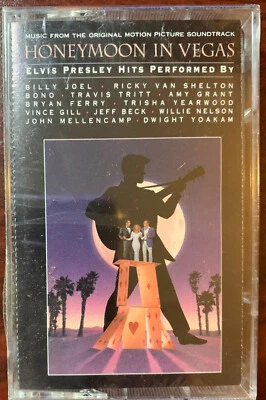 MUSIC FROM THE ORIGINAL MOTION PICTURE SOUNDTRACK
HONEYMOON IN VEGAS
ELVIS PRESLEY HITS PERFORMED BY
BILLY JOEL · RICKY VAN SHELTON
BONO · TRAVIS TRITT · AMY GRANT
BRYAN FERRY · TRISHA YEARWOOD
VINCE GILL · JEFF BECK · WILLIE NELSON
JOHN MELLENCAMP · DWIGHT YOAKAM